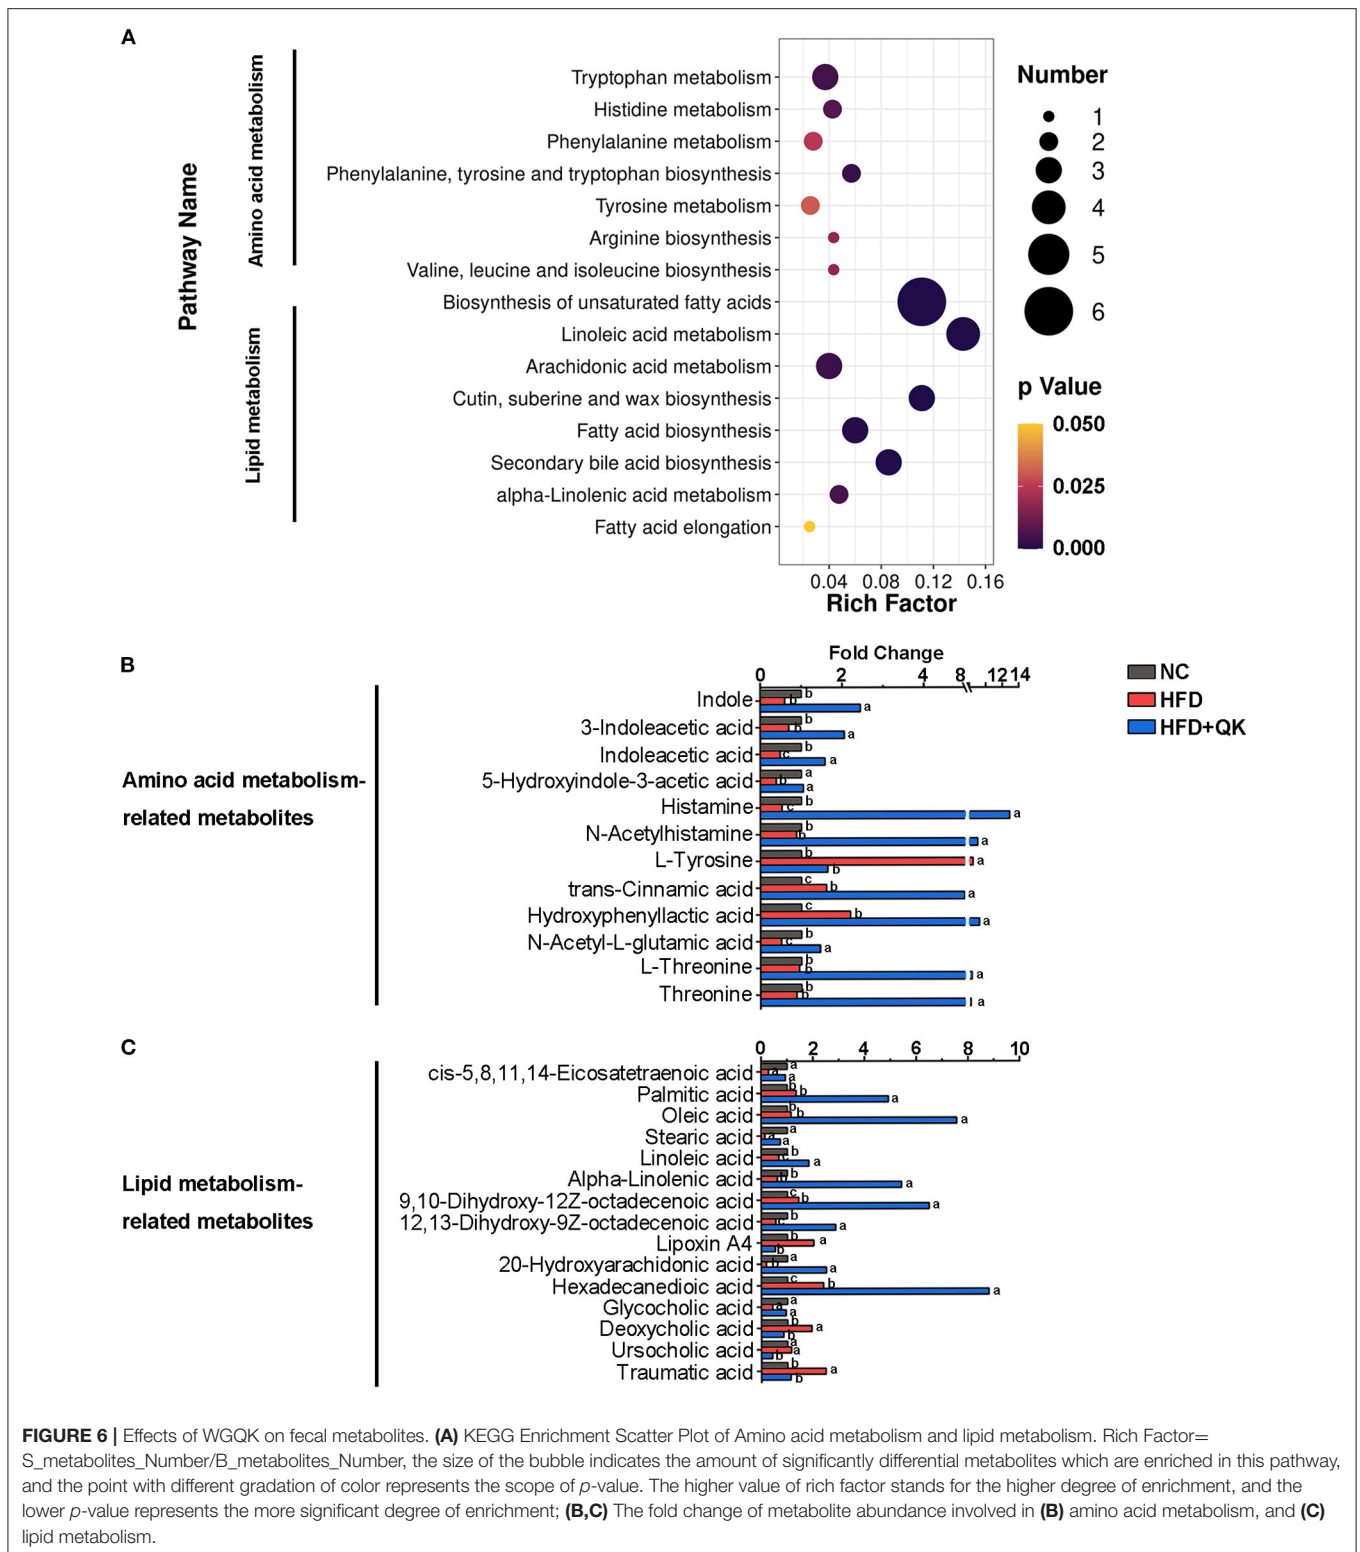 A
Pathway Name
Amino acid metabolism
Lipid metabolism
Tryptophan metabolism
Histidine metabolism
Phenylalanine metabolism
Phenylalanine, tyrosine and tryptophan biosynthesis
Tyrosine metabolism
Arginine biosynthesis
Valine, leucine and isoleucine biosynthesis
Biosynthesis of unsaturated fatty acids
Linoleic acid metabolism
Arachidonic acid metabolism
Cutin, suberine and wax biosynthesis
Fatty acid biosynthesis
Secondary bile acid biosynthesis
alpha-Linolenic acid metabolism
Fatty acid elongation
0.04 0.08 0.12 0.16
Rich Factor
Number
1
2
3
4
5
6
p Value
0.050
0.025
0.000
B
Fold Change
0 2 4 8 12 14
Amino acid metabolism-
related metabolites
Indole b b a
3-Indoleacetic acid b b a
Indoleacetic acid b c a
5-Hydroxyindole-3-acetic acid a b a
Histamine b c a
N-Acetylhistamine b b a
L-Tyrosine b a b
trans-Cinnamic acid c b a
Hydroxyphenyllactic acid c b a
N-Acetyl-L-glutamic acid b c a
L-Threonine b b a
Threonine b b a
NC
HFD
HFD+QK
C
0 2 4 6 8 10
Lipid metabolism-
related metabolites
cis-5,8,11,14-Eicosatetraenoic acid a a a
Palmitic acid b b a
Oleic acid b b a
Stearic acid a a a
Linoleic acid b c a
Alpha-Linolenic acid b b a
9,10-Dihydroxy-12Z-octadecenoic acid c b a
12,13-Dihydroxy-9Z-octadecenoic acid b c a
Lipoxin A4 b a b
20-Hydroxyarachidonic acid a b a
Hexadecanedioic acid c b a
Glycocholic acid a a a
Deoxycholic acid b a b
Ursocholic acid a a b
Traumatic acid b a b
FIGURE 6 | Effects of WGQK on fecal metabolites. (A) KEGG Enrichment Scatter Plot of Amino acid metabolism and lipid metabolism. Rich Factor=
S_metabolites_Number/B_metabolites_Number, the size of the bubble indicates the amount of significantly differential metabolites which are enriched in this pathway,
and the point with different gradation of color represents the scope of p-value. The higher value of rich factor stands for the higher degree of enrichment, and the
lower p-value represents the more significant degree of enrichment; (B,C) The fold change of metabolite abundance involved in (B) amino acid metabolism, and (C)
lipid metabolism.